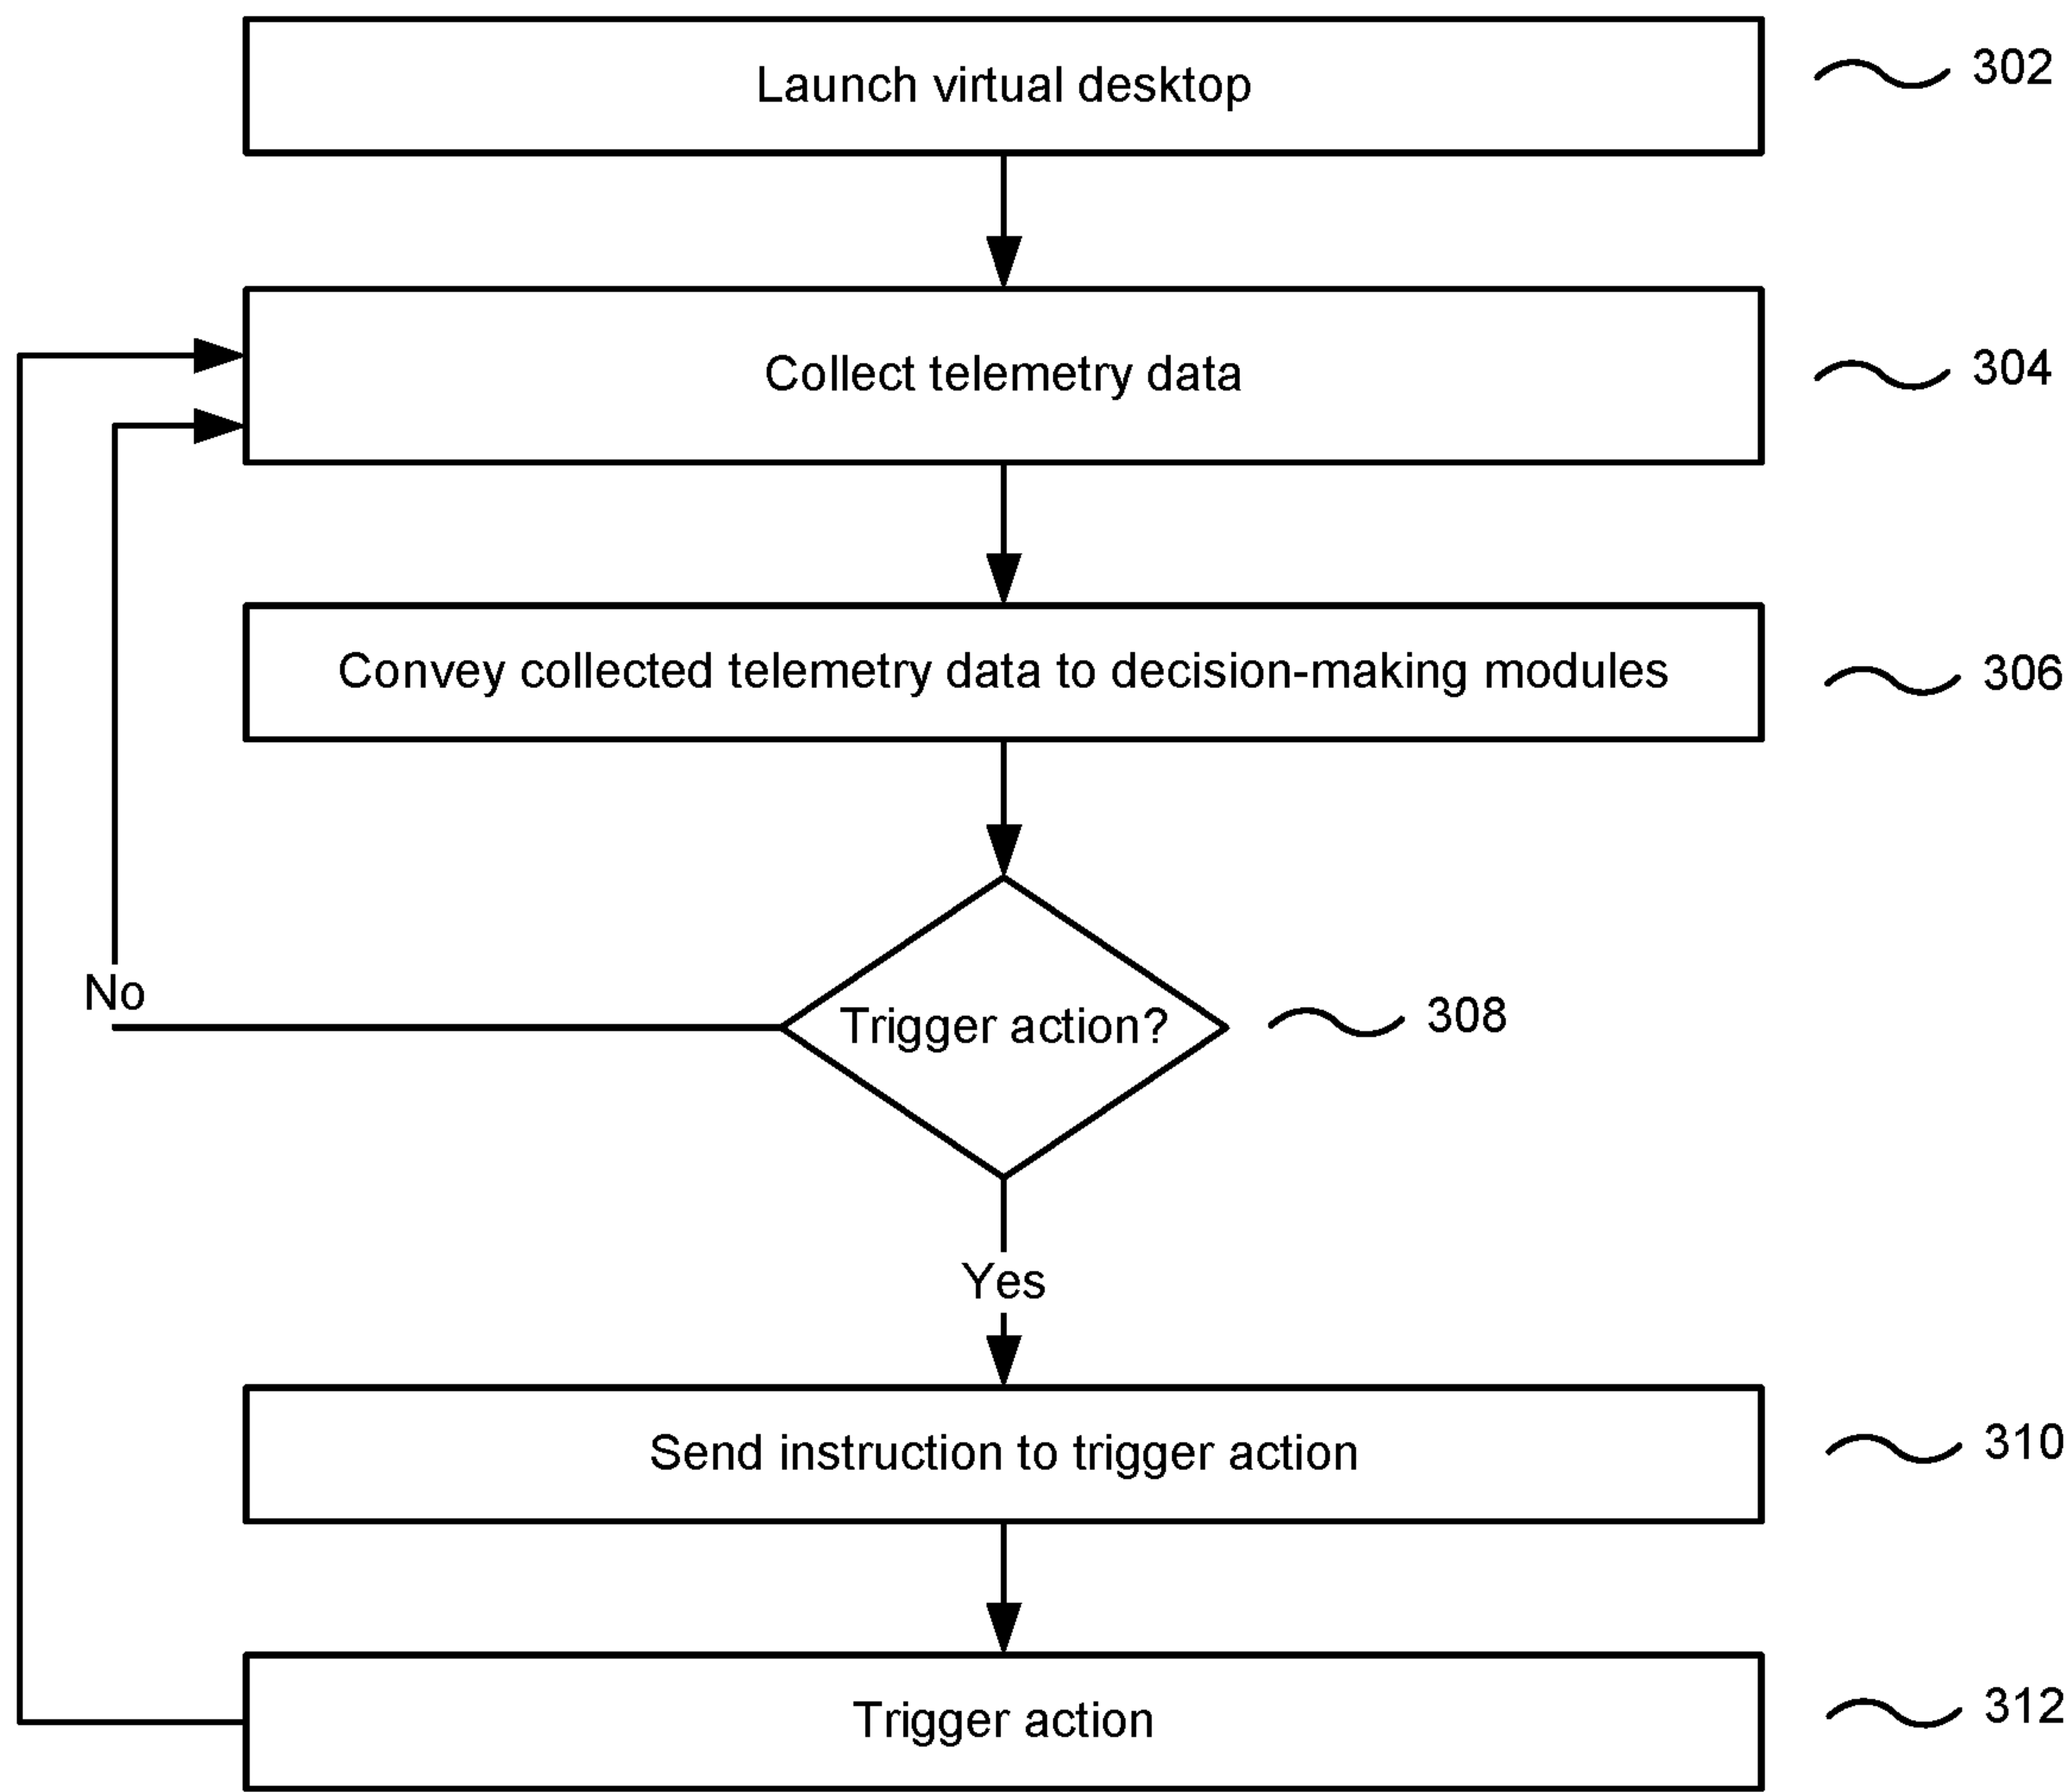 Launch virtual desktop
302
Collect telemetry data
304
Convey collected telemetry data to decision-making modules
306
No
Trigger action?
308
Yes
Send instruction to trigger action
310
Trigger action
312